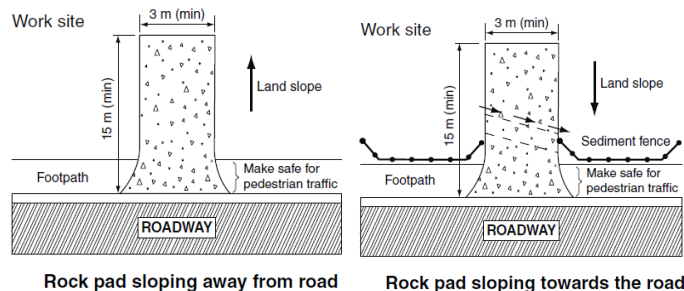 Work site
3 m (min)
15 m (min)
Land slope
Footpath
Make safe for
pedestrian traffic
ROADWAY
Rock pad sloping away from road
Work site
3 m (min)
15 m (min)
Land slope
Sediment fence
Footpath
Make safe for
pedestrian traffic
ROADWAY
Rock pad sloping towards the road